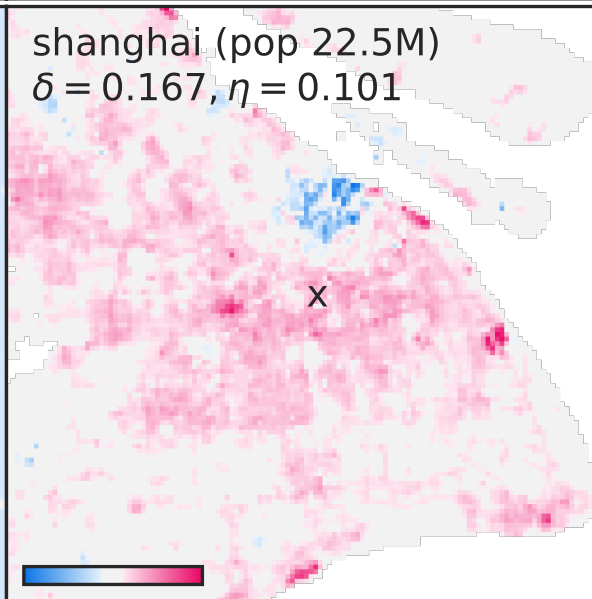 shanghai (pop 22.5M)
δ = 0.167, η = 0.101
x